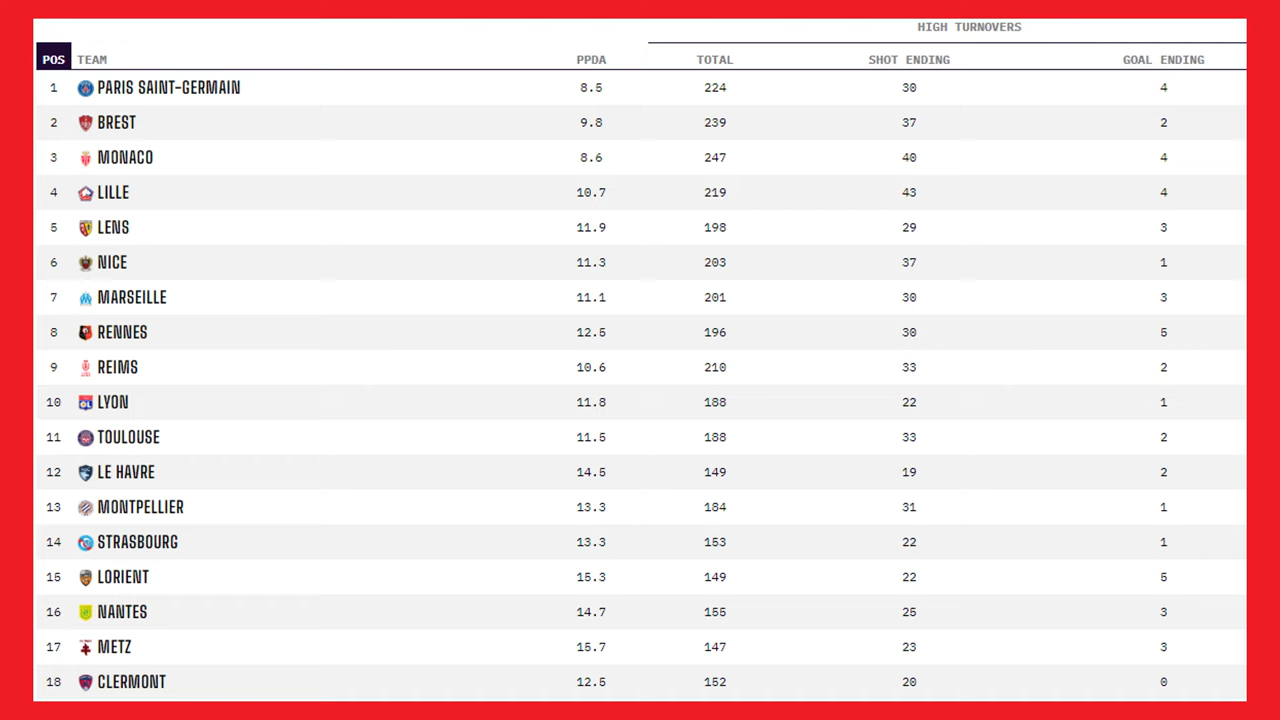 HIGH TURNOVERS
POS TEAM PPDA TOTAL SHOT ENDING GOAL ENDING
1 PARIS SAINT-GERMAIN 8.5 224 30 4
2 BREST 9.8 239 37 2
3 MONACO 8.6 247 40 4
4 LILLE 10.7 219 43 4
5 LENS 11.9 198 29 3
6 NICE 11.3 203 37 1
7 MARSEILLE 11.1 201 30 3
8 RENNES 12.5 196 30 5
9 REIMS 10.6 210 33 2
10 LYON 11.8 188 22 1
11 TOULOUSE 11.5 188 33 2
12 LE HAVRE 14.5 149 19 2
13 MONTPELLIER 13.3 184 31 1
14 STRASBOURG 13.3 153 22 1
15 LORIENT 15.3 149 22 5
16 NANTES 14.7 155 25 3
17 METZ 15.7 147 23 3
18 CLERMONT 12.5 152 20 0